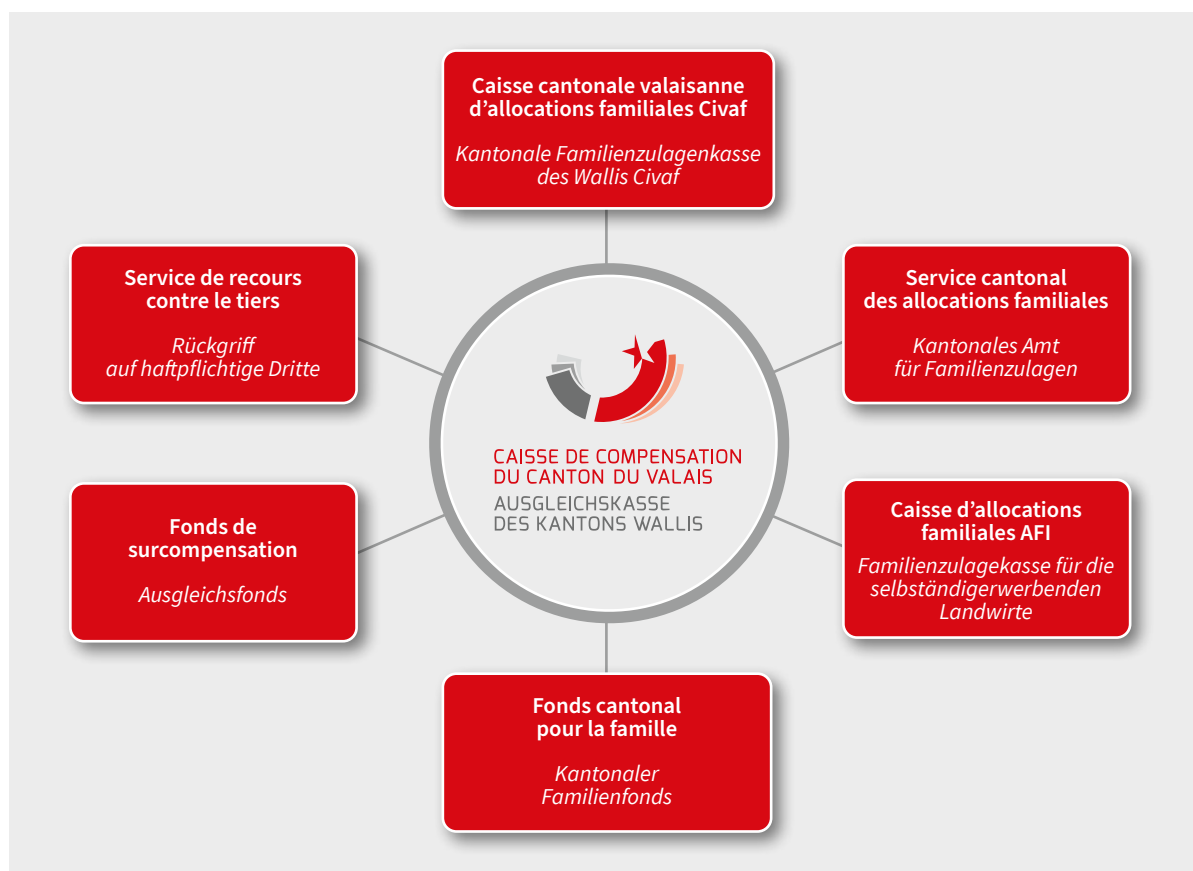 Caisse cantonale valaisanne
d'allocations familiales Civaf
Kantonale Familienzulagenkasse
des Wallis Civaf
Service de recours
contre le tiers
Rückgriff
auf haftpflichtige Dritte
Service cantonal
des allocations familiales
Kantonales Amt
für Familienzulagen
CAISSE DE COMPENSATION
DU CANTON DU VALAIS
AUSGLEICHSKASSE
DES KANTONS WALLIS
Fonds de
surcompensation
Ausgleichsfonds
Caisse d'allocations
familiales AFI
Familienzulagekasse für die
selbständigerwerbenden
Landwirte
Fonds cantonal
pour la famille
Kantonaler
Familienfonds